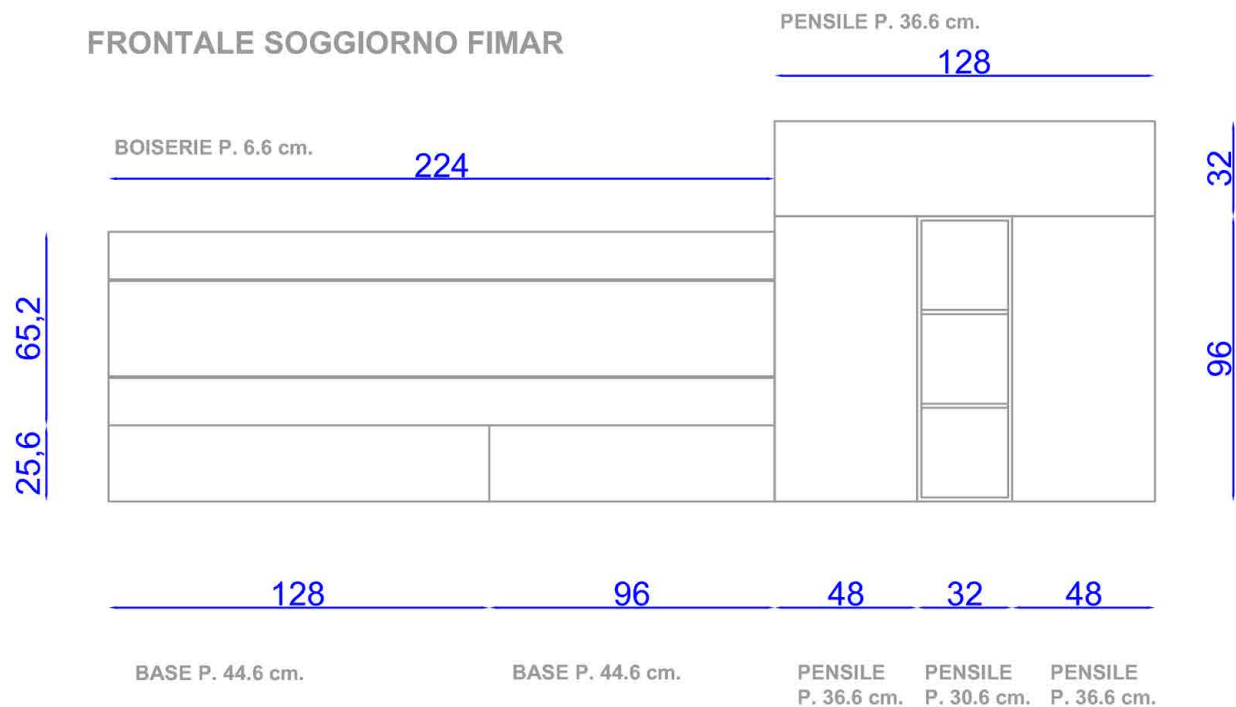 FRONTALE SOGGIORNO FIMAR
PENSILE P. 36.6 cm.
128
BOISERIE P. 6.6 cm.
224
32
65,2
96
25,6
128 96 48 32 48
BASE P. 44.6 cm. BASE P. 44.6 cm. PENSILE PENSILE PENSILE
P. 36.6 cm. P. 30.6 cm. P. 36.6 cm.